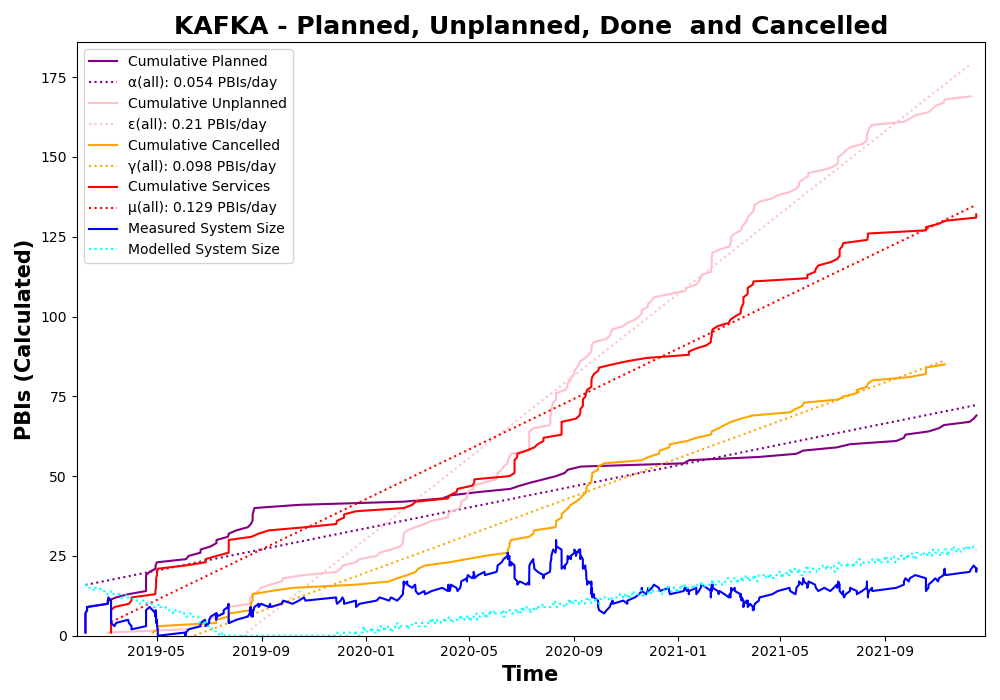 KAFKA - Planned, Unplanned, Done  and Cancelled
PBIs (Calculated)
175
150
125
100
75
50
25
0
Cumulative Planned
α(all): 0.054 PBIs/day
Cumulative Unplanned
ε(all): 0.21 PBIs/day
Cumulative Cancelled
γ(all): 0.098 PBIs/day
Cumulative Services
μ(all): 0.129 PBIs/day
Measured System Size
Modelled System Size
2019-05 2019-09 2020-01 2020-05 2020-09 2021-01 2021-05 2021-09
Time